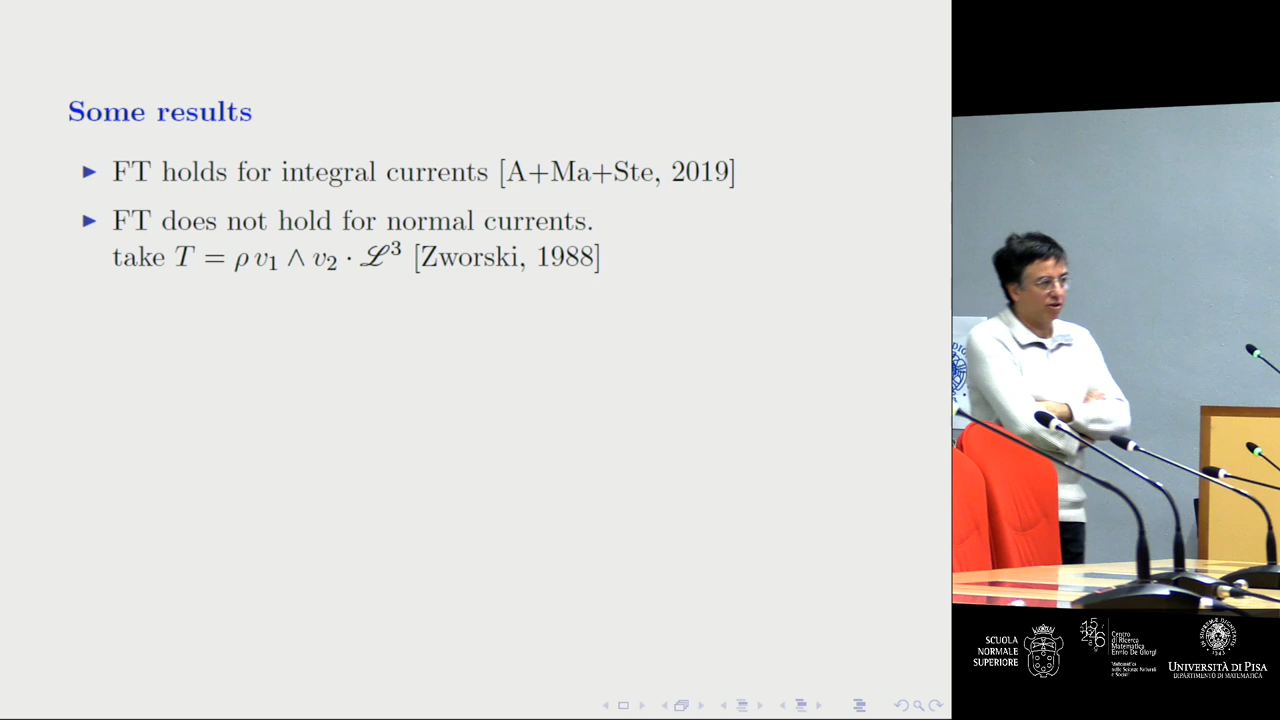 Some results
FT holds for integral currents [A+Ma+Ste, 2019]
FT does not hold for normal currents.
take T = ρ v₁ ∧ v₂ · ℒ³ [Zworski, 1988]
SCUOLA
NORMALE
SUPERIORE
Centro
di Ricerca
Matematica
Ennio De Giorgi
UNIVERSITÀ DI PISA
DIPARTIMENTO DI MATEMATICA